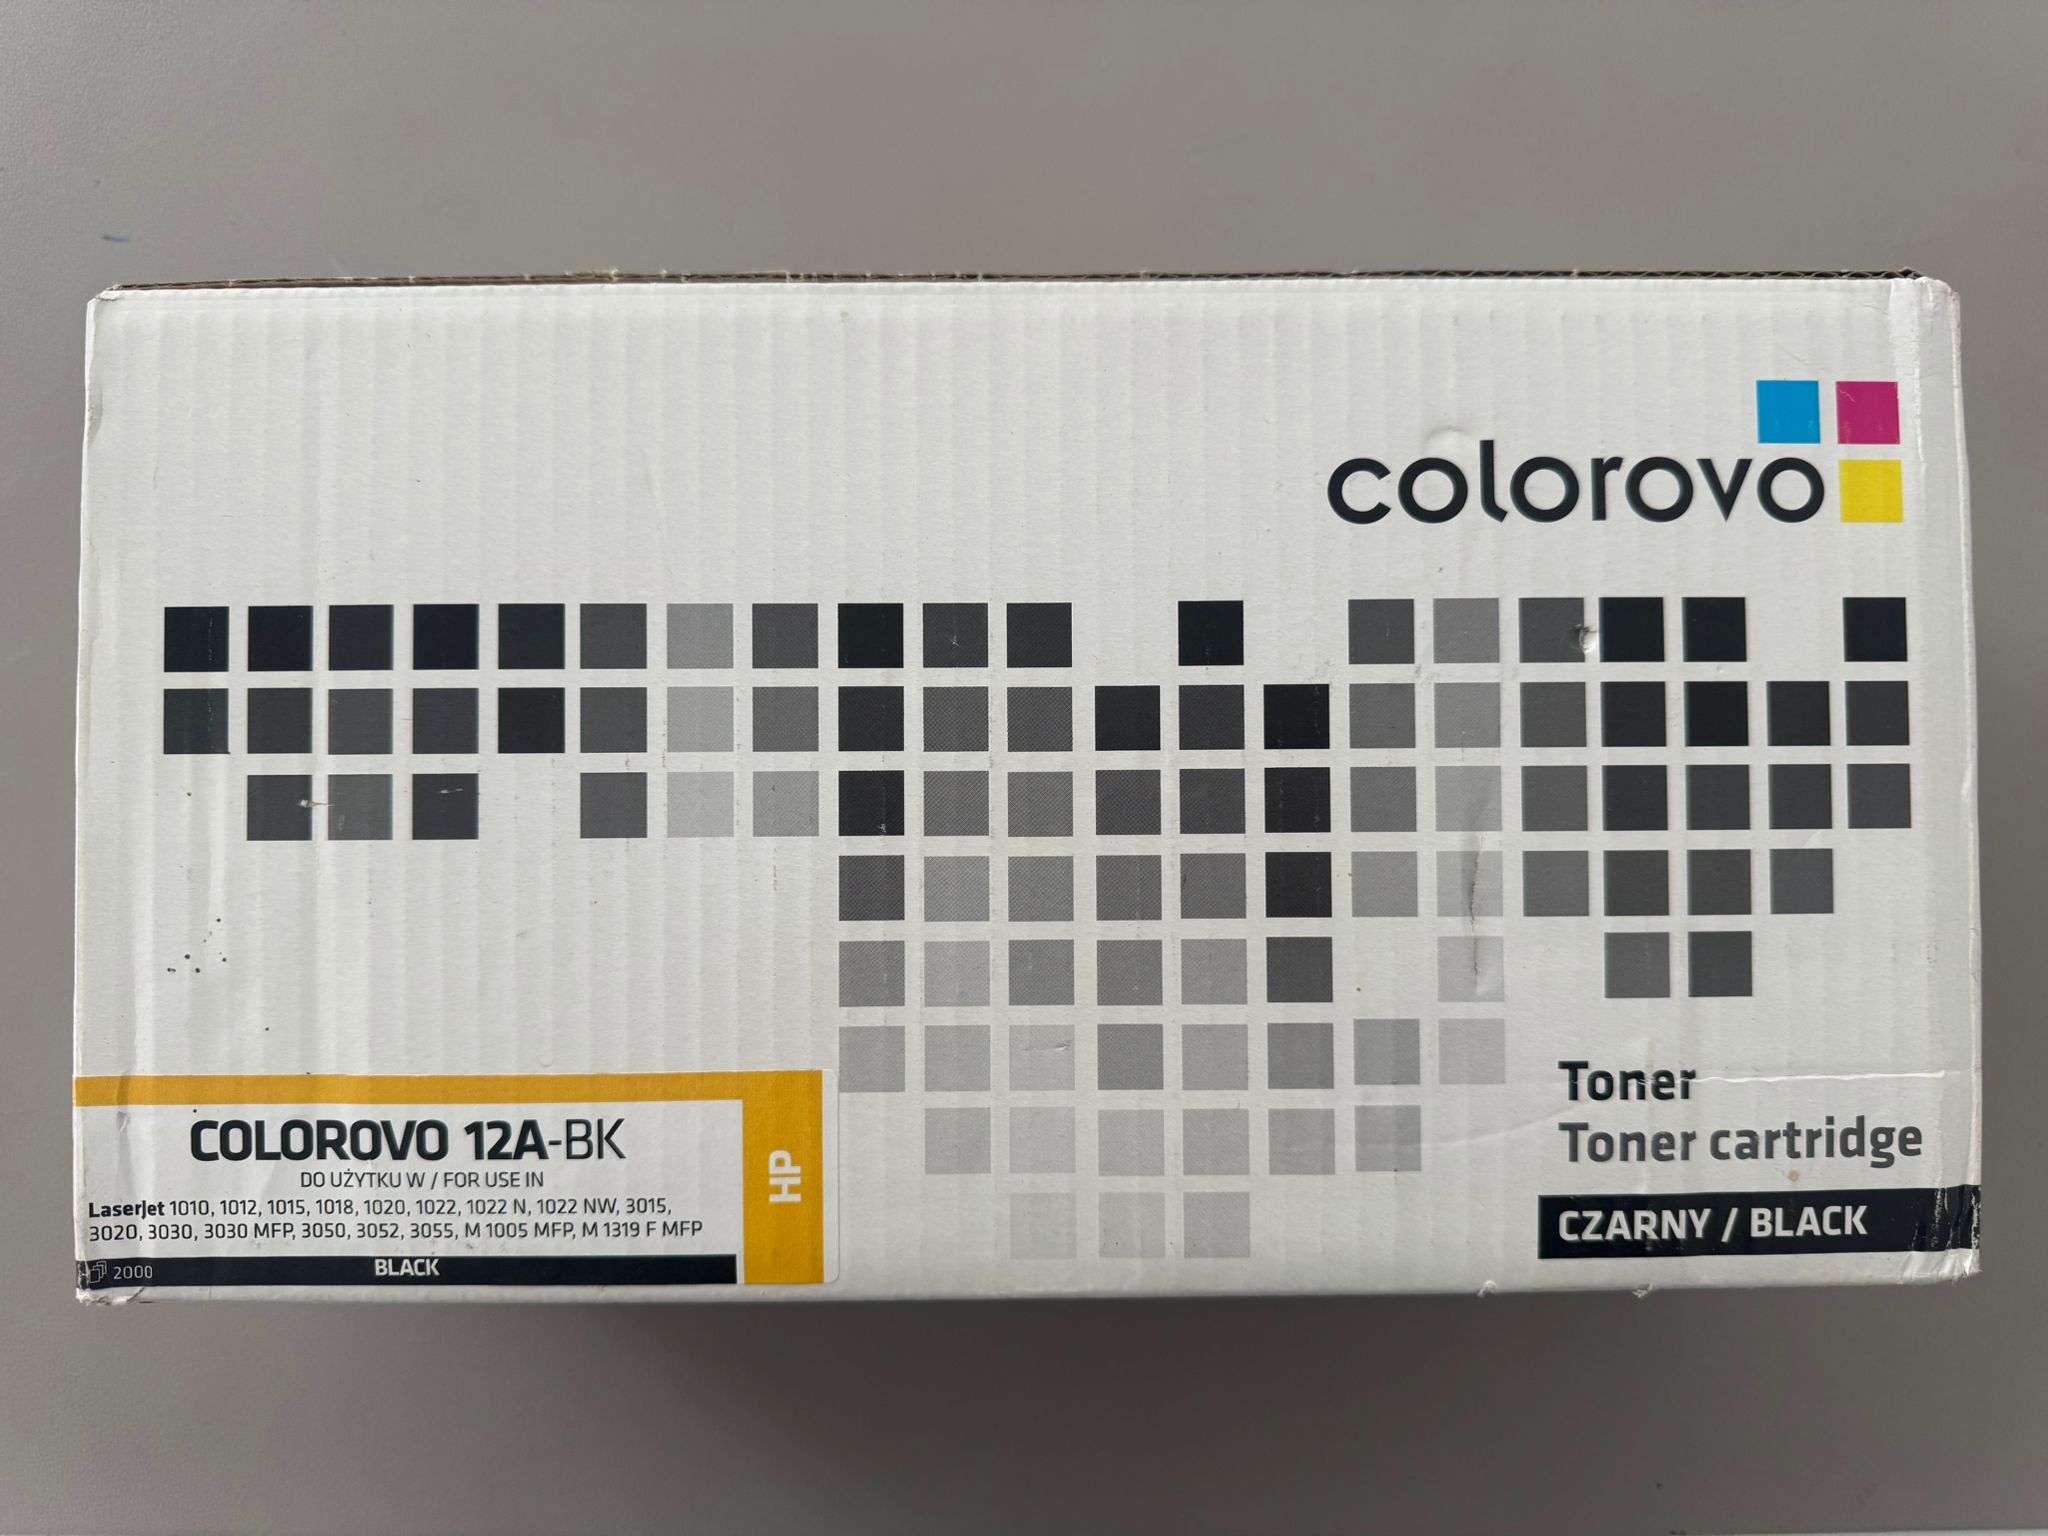 colorovo
COLOROVO 12A-BK
DO UŻYTKU W / FOR USE IN
LaserJet 1010, 1012, 1015, 1018, 1020, 1022, 1022 N, 1022 NW, 3015,
3020, 3030, 3030 MFP, 3050, 3052, 3055, M 1005 MFP, M 1319 F MFP
2000
BLACK
HP
Toner
Toner cartridge
CZARNY / BLACK